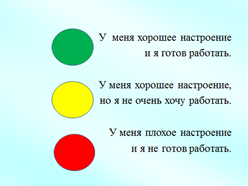 У меня хорошее настроение
и я готов работать.
У меня хорошее настроение,
но я не очень хочу работать.
У меня плохое настроение
и я не готов работать.